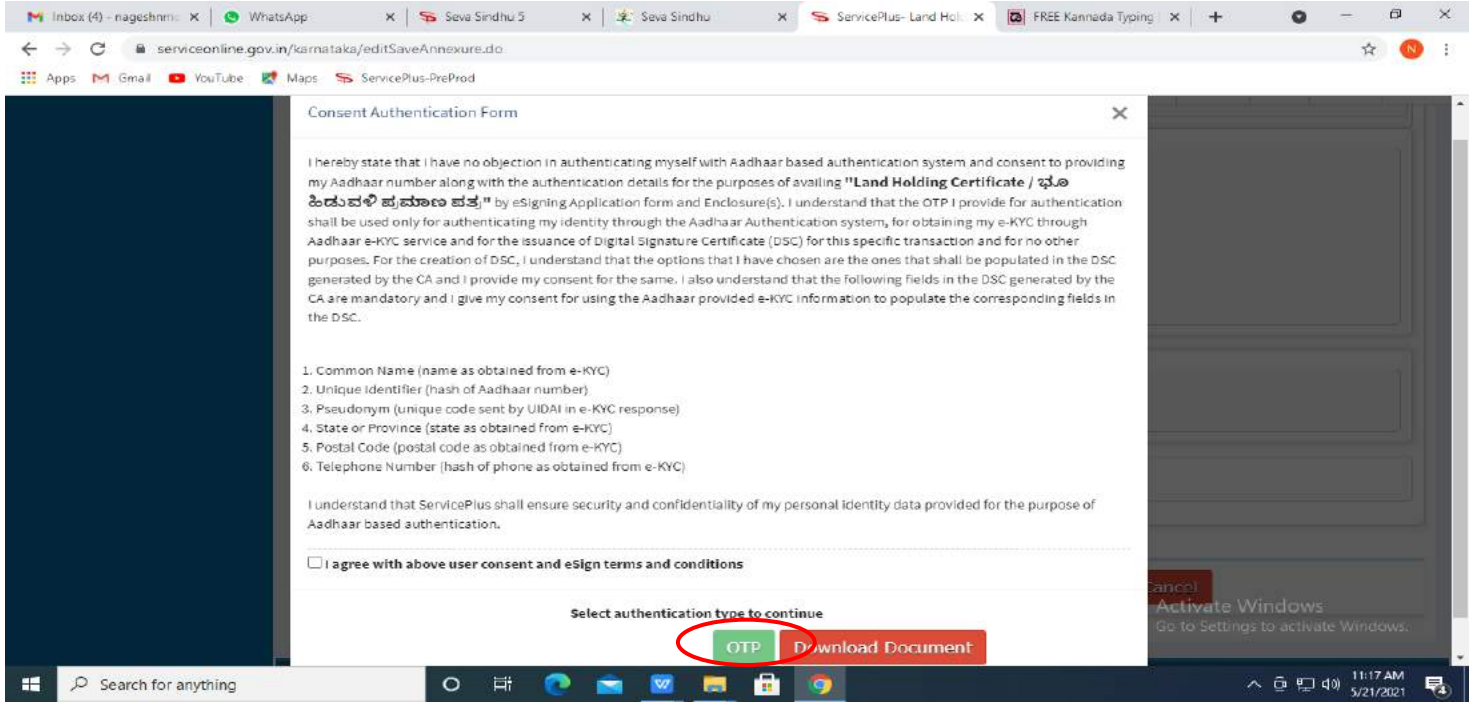 Inbox (4) - nageshnm
WhatsApp
Seva Sindhu 5
Seva Sindhu
ServicePlus- Land Hol
FREE Kannada Typing
serviceonline.gov.in/karnataka/editSaveAnnexure.do
N
Apps
Gmail
YouTube
Maps
ServicePlus-PreProd
Consent Authentication Form
I hereby state that I have no objection in authenticating myself with Aadhaar based authentication system and consent to providing
my Aadhaar number along with the authentication details for the purposes of availing "Land Holding Certificate / ಭೂ
ಹಿಡುವಳಿ ಪ್ರಮಾಣ ಪತ್ರ" by eSigning Application form and Enclosure(s). I understand that the OTP I provide for authentication
shall be used only for authenticating my identity through the Aadhaar Authentication system, for obtaining my e-KYC through
Aadhaar e-KYC service and for the issuance of Digital Signature Certificate (DSC) for this specific transaction and for no other
purposes. For the creation of DSC, I understand that the options that I have chosen are the ones that shall be populated in the DSC
generated by the CA and I provide my consent for the same. I also understand that the following fields in the DSC generated by the
CA are mandatory and I give my consent for using the Aadhaar provided e-KYC information to populate the corresponding fields in
the DSC.
1. Common Name (name as obtained from e-KYC)
2. Unique Identifier (hash of Aadhaar number)
3. Pseudonym (unique code sent by UIDAI in e-KYC response)
4. State or Province (state as obtained from e-KYC)
5. Postal Code (postal code as obtained from e-KYC)
6. Telephone Number (hash of phone as obtained from e-KYC)
I understand that ServicePlus shall ensure security and confidentiality of my personal identity data provided for the purpose of
Aadhaar based authentication.
I agree with above user consent and eSign terms and conditions
Select authentication type to continue
OTP
Download Document
Cancel
Activate Windows
Go to Settings to activate Windows.
Search for anything
11:17 AM
5/21/2021